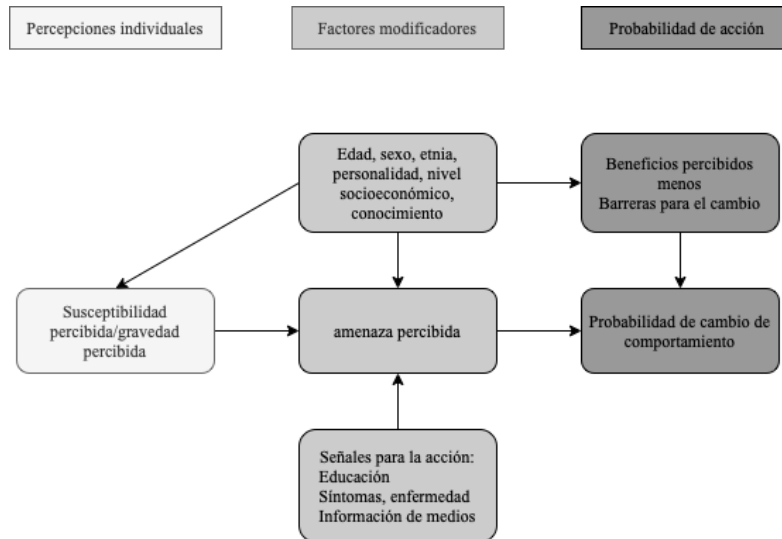 Percepciones individuales
Factores modificadores
Probabilidad de acción
Edad, sexo, etnia,
personalidad, nivel
socioeconómico,
conocimiento
Beneficios percibidos
menos
Barreras para el cambio
Susceptibilidad
percibida/gravedad
percibida
amenaza percibida
Probabilidad de cambio de
comportamiento
Señales para la acción:
Educación
Síntomas, enfermedad
Información de medios